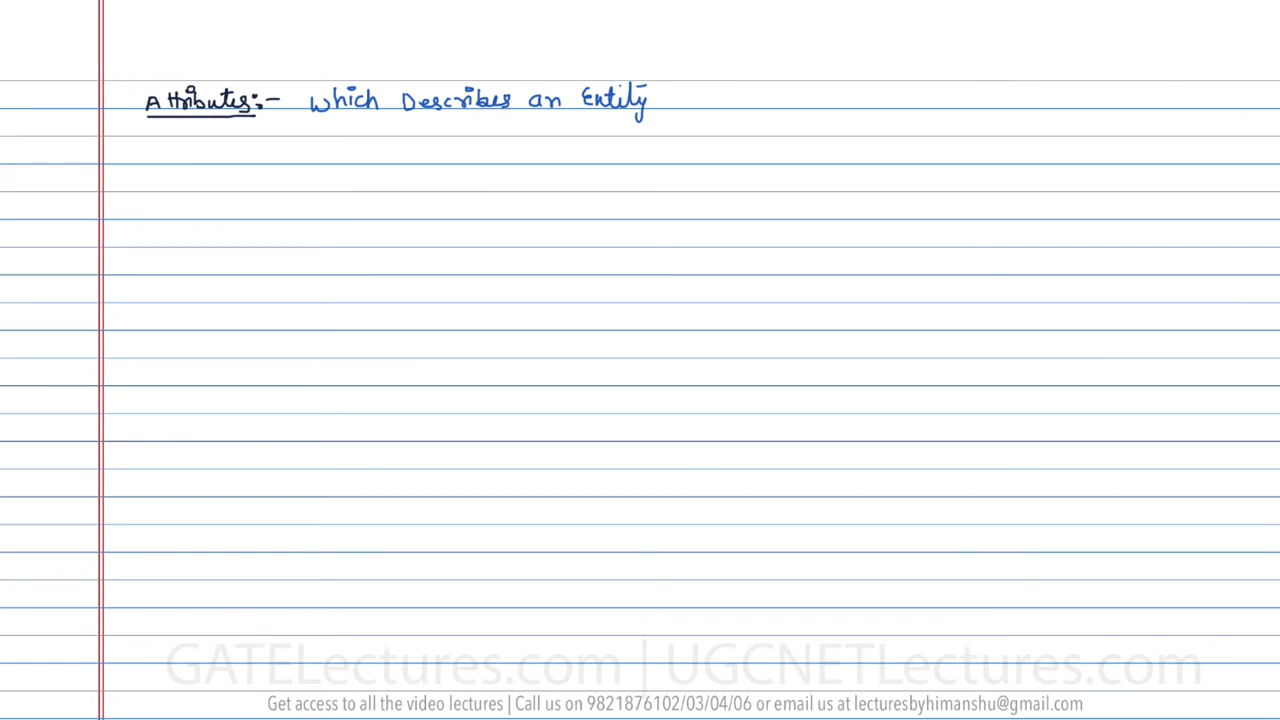 Attributes:- Which Describes an Entity
GATELectures.com | UGCNETLectures.com
Get access to all the video lectures | Call us on 9821876102/03/04/06 or email us at lecturesbyhimanshu@gmail.com